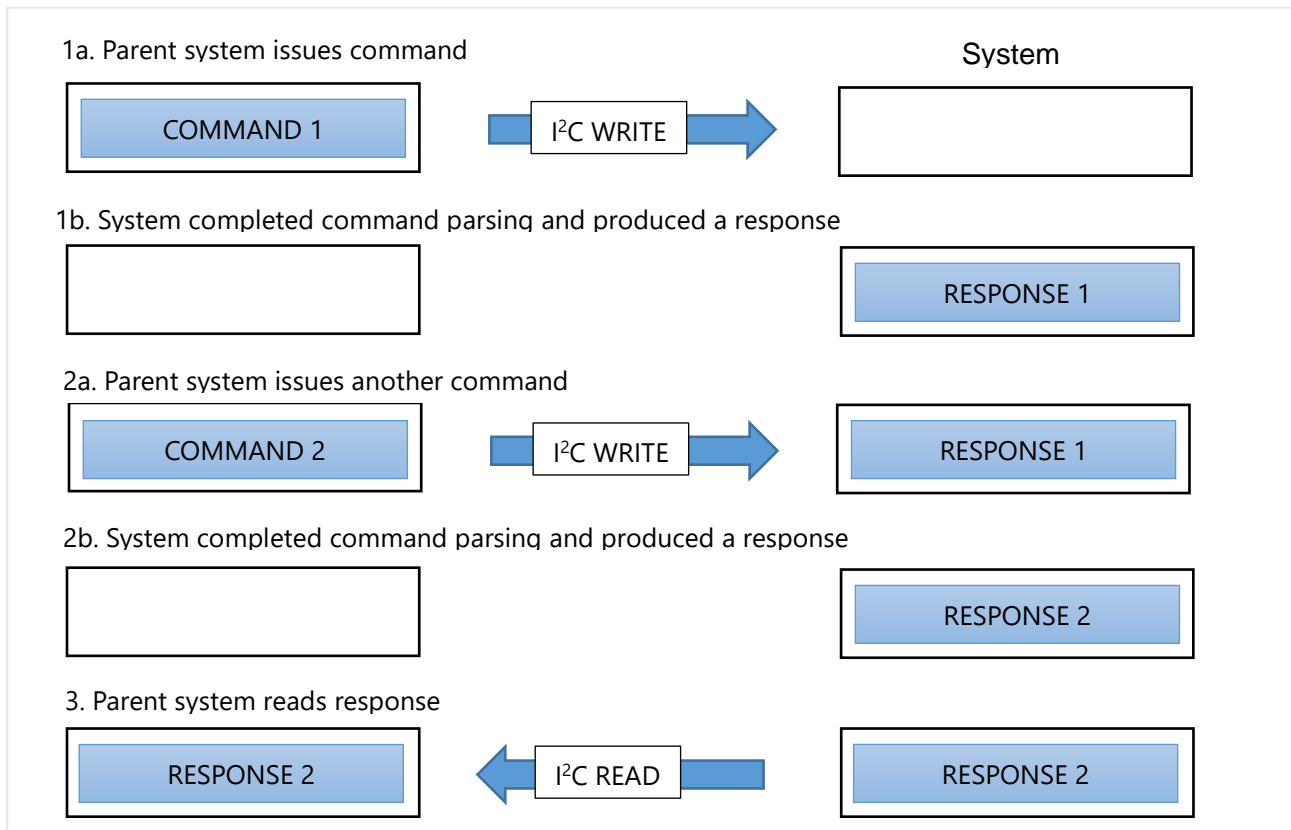 1a. Parent system issues command
System
COMMAND 1
I²C WRITE
1b. System completed command parsing and produced a response
RESPONSE 1
2a. Parent system issues another command
COMMAND 2
I²C WRITE
RESPONSE 1
2b. System completed command parsing and produced a response
RESPONSE 2
3. Parent system reads response
RESPONSE 2
I²C READ
RESPONSE 2